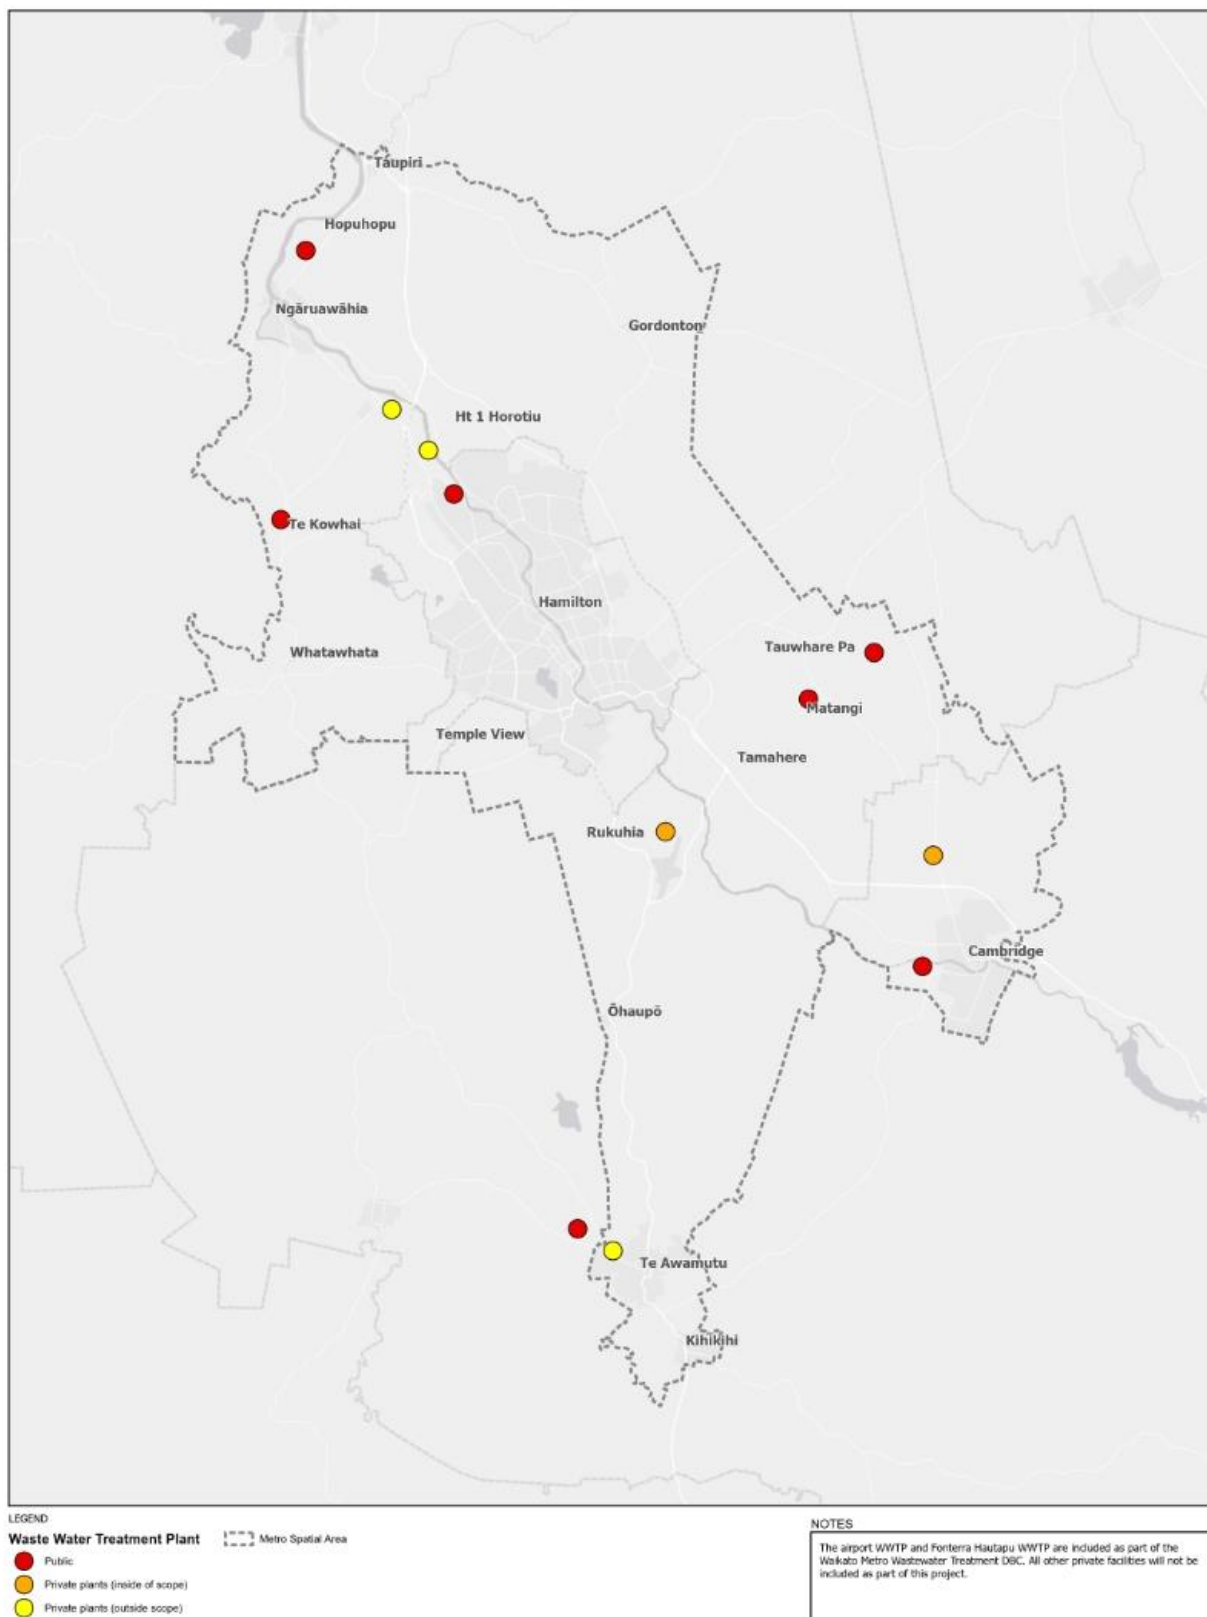 Taupiri
Hopuhopu
Ngāruawāhia
Gordonton
Ht 1 Horotiu
Te Kowhai
Hamilton
Tauwhare Pa
Whatawhata
Matangi
Temple View
Tamahere
Rukuhia
Cambridge
Ōhaupō
Te Awamutu
Kihikihi
LEGEND
Waste Water Treatment Plant
Metro Spatial Area
Public
Private plants (inside of scope)
Private plants (outside scope)
NOTES
The airport WWTP and Fonterra Hautapu WWTP are included as part of the
Waikato Metro Wastewater Treatment DBC. All other private facilities will not be
included as part of this project.